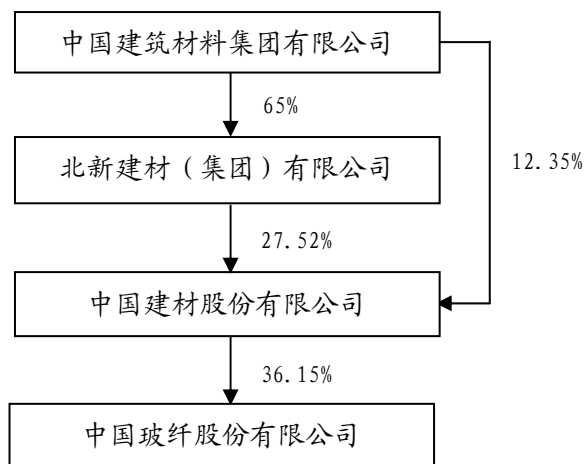 中国建筑材料集团有限公司
65%
北新建材（集团）有限公司
12.35%
27.52%
中国建材股份有限公司
36.15%
中国玻纤股份有限公司